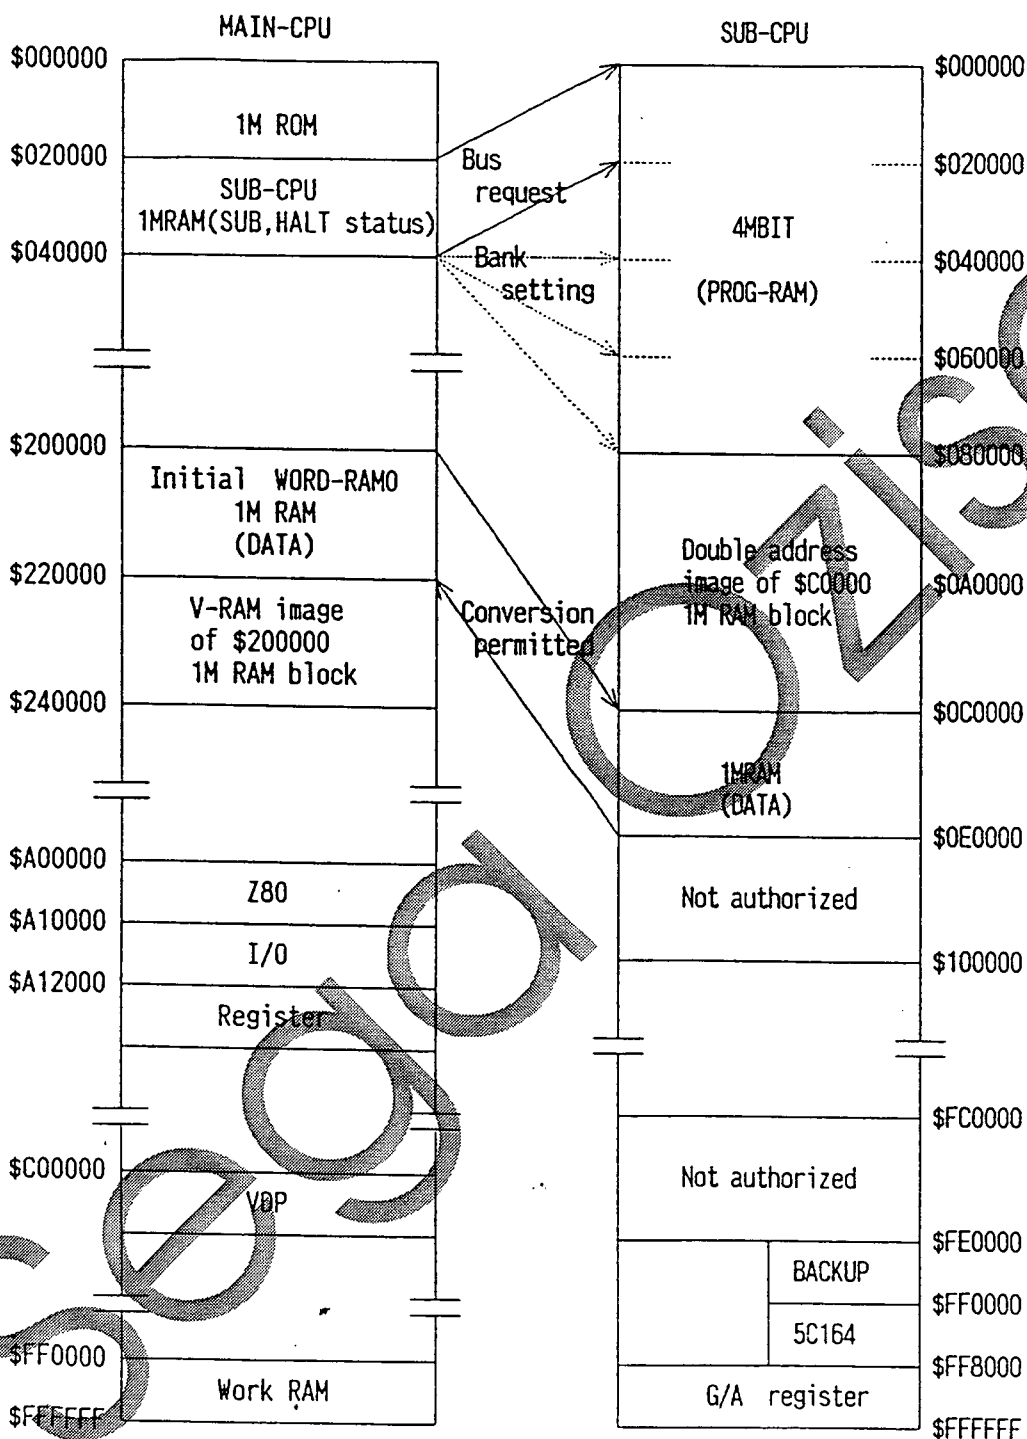 MAIN-CPU
$000000
1M ROM
$020000
SUB-CPU
1MRAM(SUB,HALT status)
$040000
$200000
Initial WORD-RAM0
1M RAM
(DATA)
$220000
V-RAM image
of $200000
1M RAM block
$240000
$A00000
Z80
$A10000
I/O
$A12000
Register
$C00000
VDP
$FF0000
Work RAM
$FFFFFF
Bus
request
Bank
setting
Conversion
permitted
SUB-CPU
$000000
$020000
4MBIT
(PROG-RAM)
$040000
$060000
$080000
Double address
image of $C0000
1M RAM block
$0A0000
$0C0000
1MRAM
(DATA)
$0E0000
Not authorized
$100000
$FC0000
Not authorized
$FE0000
BACKUP
$FF0000
5C164
$FF8000
G/A register
$FFFFFF